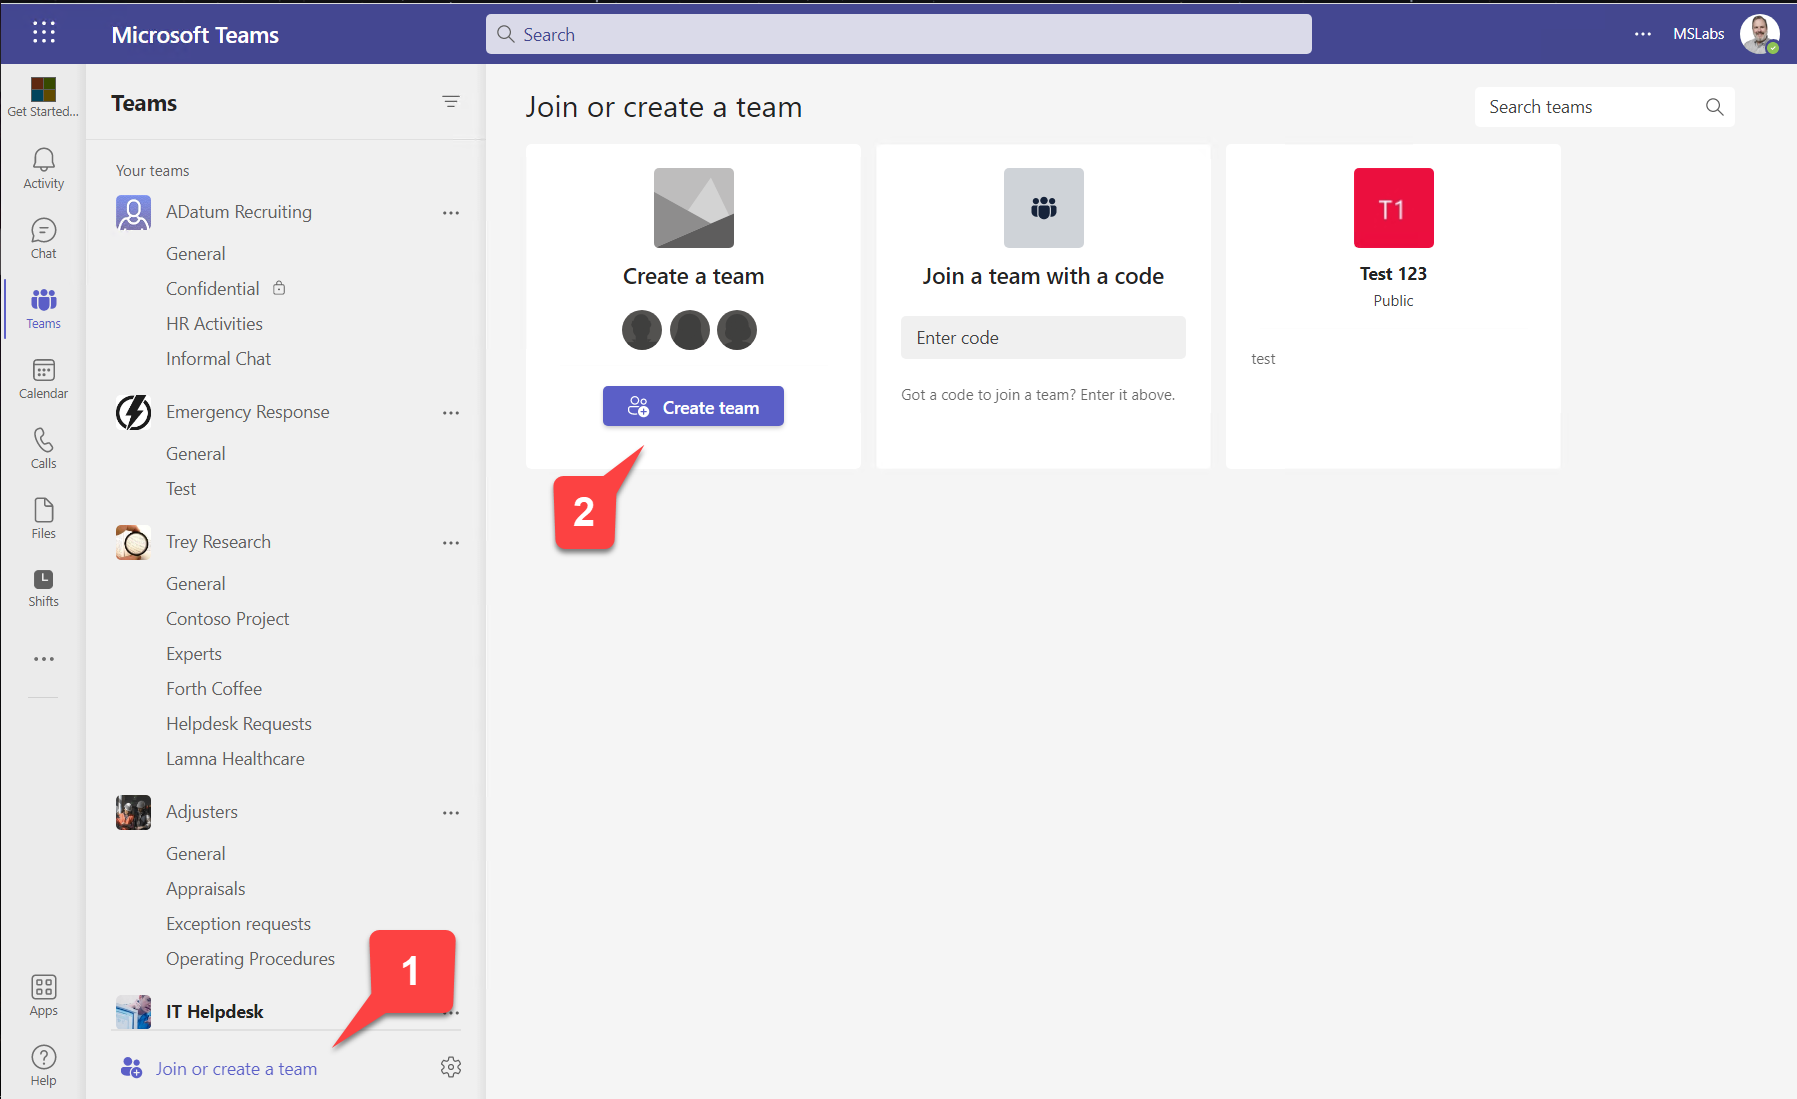 Microsoft Teams
Search
MSLabs
Get Started...
Activity
Chat
Teams
Calendar
Calls
Files
Shifts
Apps
Help
Teams
Your teams
ADatum Recruiting
General
Confidential
HR Activities
Informal Chat
Emergency Response
General
Test
Trey Research
General
Contoso Project
Experts
Forth Coffee
Helpdesk Requests
Lamna Healthcare
Adjusters
General
Appraisals
Exception requests
Operating Procedures
1
IT Helpdesk
Join or create a team
Join or create a team
Search teams
Create a team
Create team
2
Join a team with a code
Enter code
Got a code to join a team? Enter it above.
T1
Test 123
Public
test